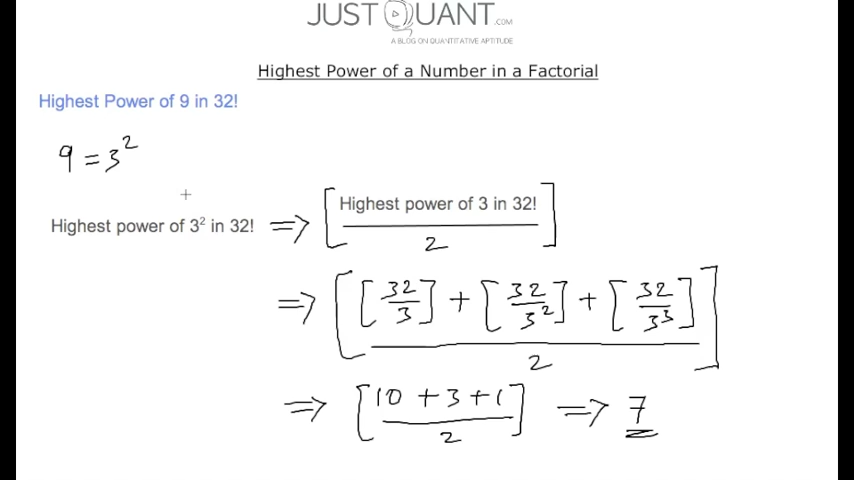 JUST QUANT.COM
A BLOG ON QUANTITATIVE APTITUDE
Highest Power of a Number in a Factorial
Highest Power of 9 in 32!
9 = 3²
Highest power of 3² in 32! ⇒ [Highest power of 3 in 32! / 2]
⇒ [([32/3] + [32/3²] + [32/3³]) / 2]
⇒ [(10 + 3 + 1) / 2] ⇒ 7